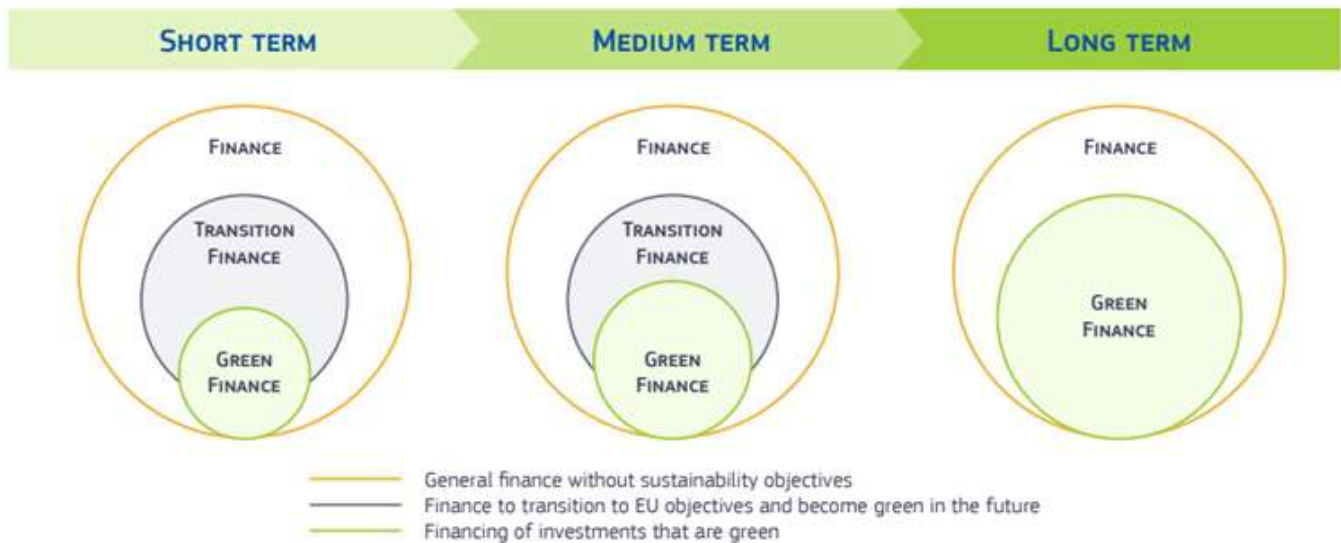 SHORT TERM
MEDIUM TERM
LONG TERM
FINANCE
TRANSITION
FINANCE
GREEN
FINANCE
FINANCE
TRANSITION
FINANCE
GREEN
FINANCE
FINANCE
GREEN
FINANCE
General finance without sustainability objectives
Finance to transition to EU objectives and become green in the future
Financing of investments that are green